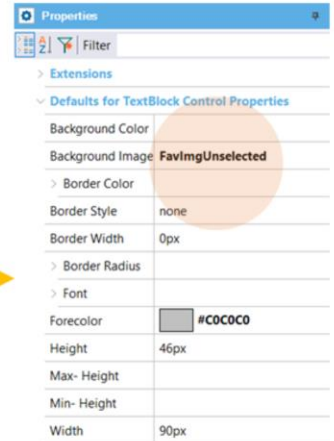 Properties
Filter
Extensions
Defaults for TextBlock Control Properties
Background Color
Background Image FavImgUnselected
Border Color
Border Style none
Border Width 0px
Border Radius
Font
Forecolor #C0C0C0
Height 46px
Max- Height
Min- Height
Width 90px